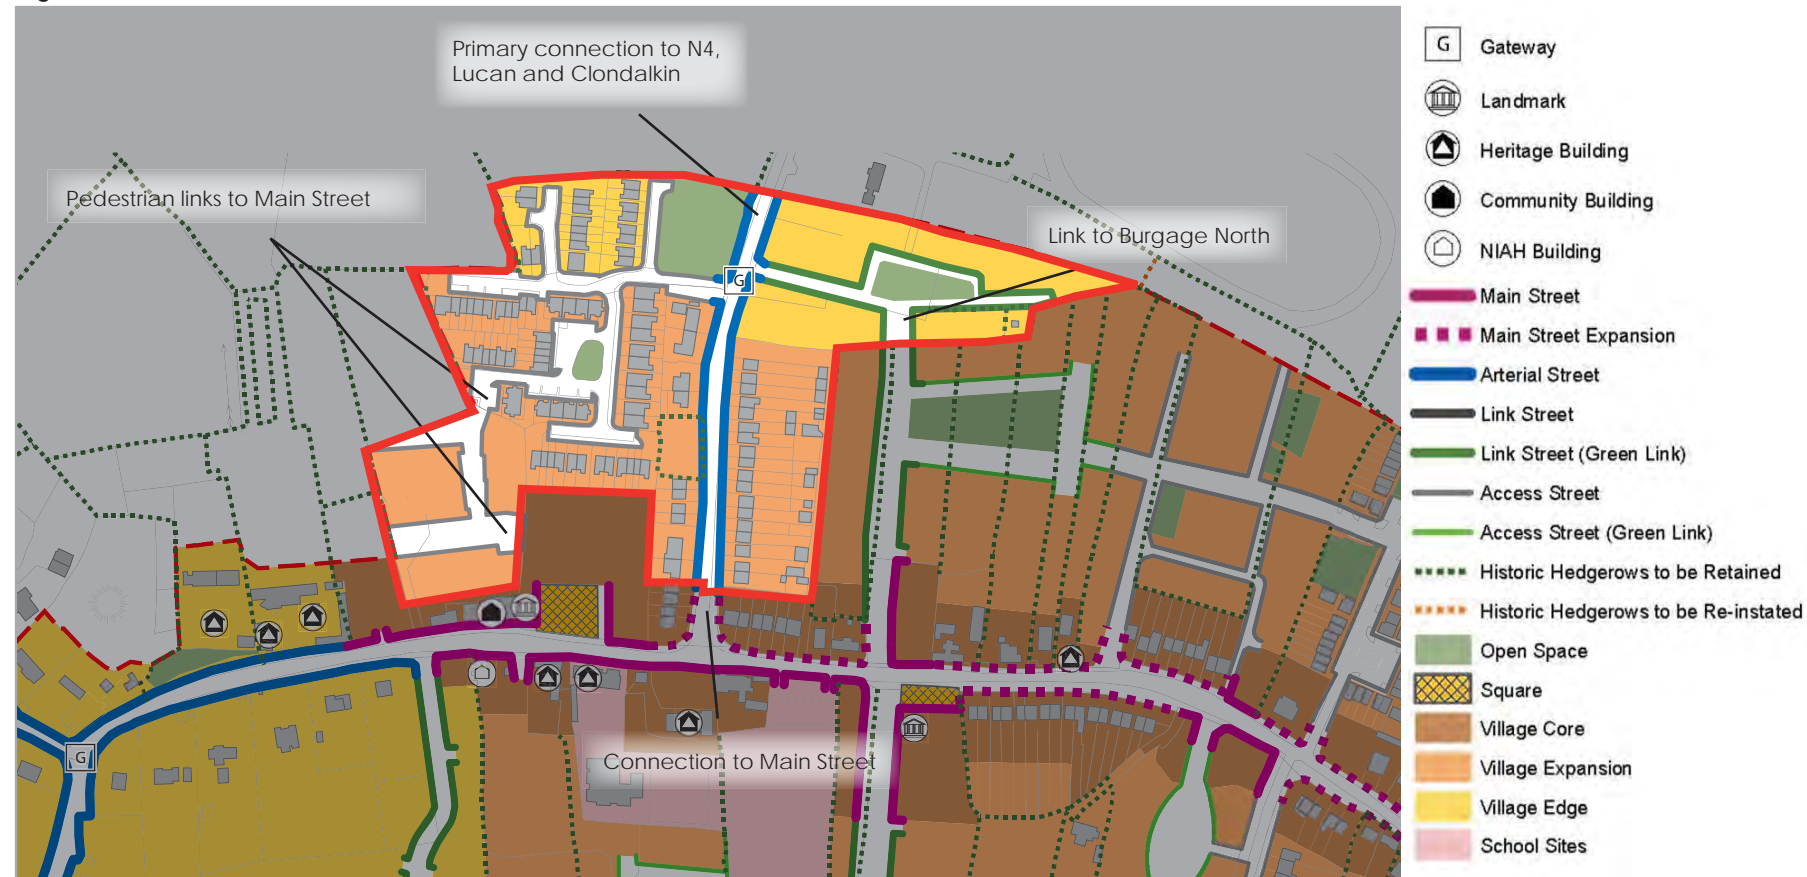 Primary connection to N4,
Lucan and Clondalkin
Pedestrian links to Main Street
Link to Burgage North
G
G
Connection to Main Street
G Gateway
Landmark
Heritage Building
Community Building
NIAH Building
Main Street
Main Street Expansion
Arterial Street
Link Street
Link Street (Green Link)
Access Street
Access Street (Green Link)
Historic Hedgerows to be Retained
Historic Hedgerows to be Re-instated
Open Space
Square
Village Core
Village Expansion
Village Edge
School Sites